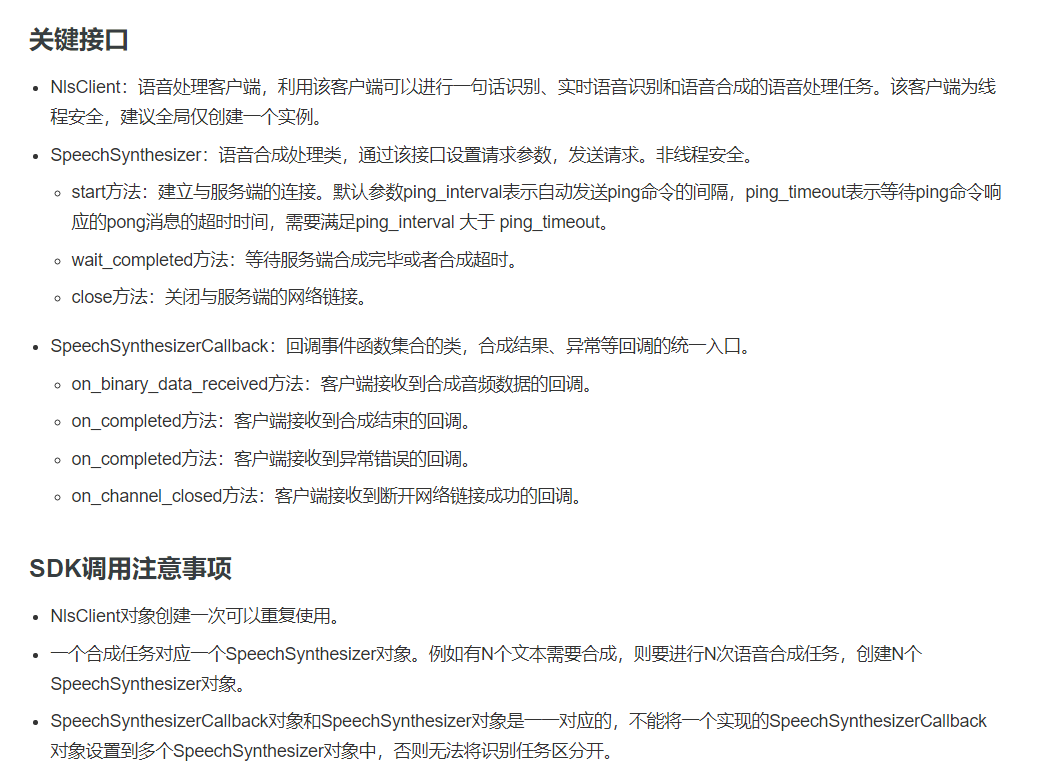 关键接口
NlsClient：语音处理客户端，利用该客户端可以进行一句话识别、实时语音识别和语音合成的语音处理任务。该客户端为线
程安全，建议全局仅创建一个实例。
SpeechSynthesizer：语音合成处理类，通过该接口设置请求参数，发送请求。非线程安全。
start方法：建立与服务端的连接。默认参数ping_interval表示自动发送ping命令的间隔，ping_timeout表示等待ping命令响
应的pong消息的超时时间，需要满足ping_interval 大于 ping_timeout。
wait_completed方法：等待服务端合成完毕或者合成超时。
close方法：关闭与服务端的网络链接。
SpeechSynthesizerCallback：回调事件函数集合的类，合成结果、异常等回调的统一入口。
on_binary_data_received方法：客户端接收到合成音频数据的回调。
on_completed方法：客户端接收到合成结束的回调。
on_completed方法：客户端接收到异常错误的回调。
on_channel_closed方法：客户端接收到断开网络链接成功的回调。
SDK调用注意事项
NlsClient对象创建一次可以重复使用。
一个合成任务对应一个SpeechSynthesizer对象。例如有N个文本需要合成，则要进行N次语音合成任务，创建N个
SpeechSynthesizer对象。
SpeechSynthesizerCallback对象和SpeechSynthesizer对象是一一对应的，不能将一个实现的SpeechSynthesizerCallback
对象设置到多个SpeechSynthesizer对象中，否则无法将识别任务区分开。